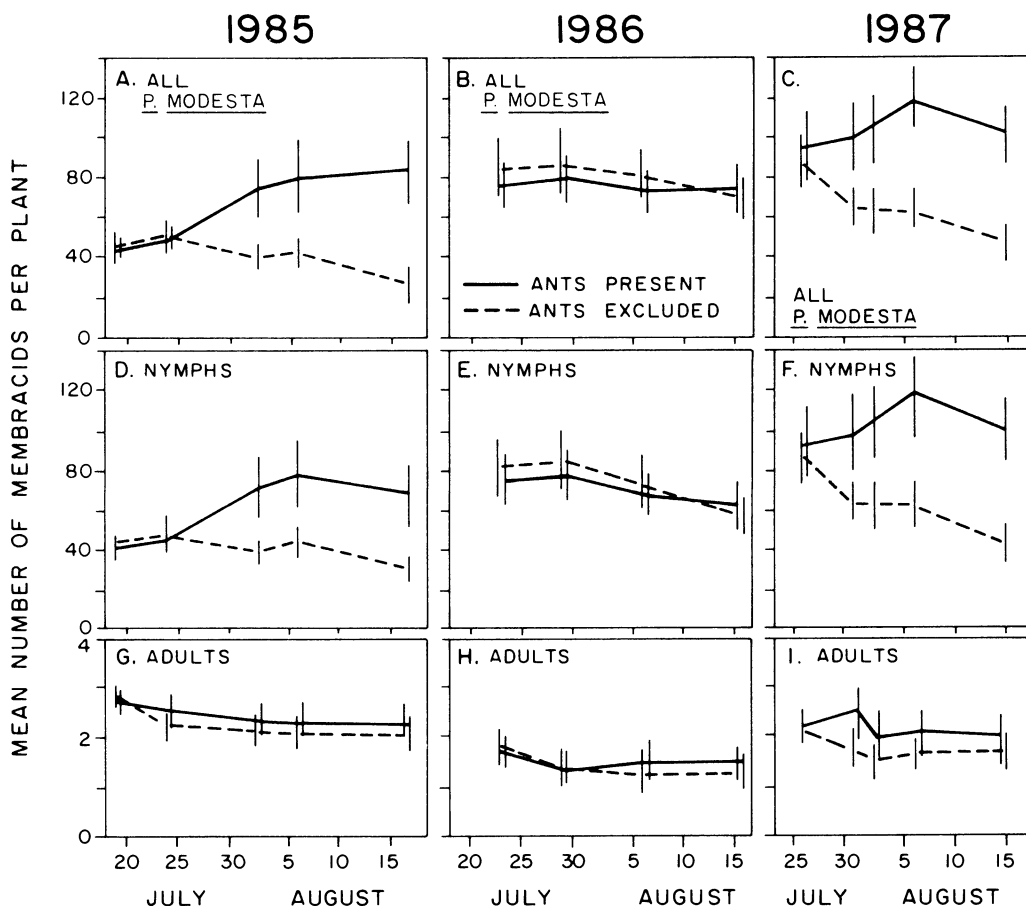 1985 1986 1987
MEAN NUMBER OF MEMBRACIDS PER PLANT
A. ALL
P. MODESTA
B. ALL
P. MODESTA
C.
ALL
P. MODESTA
ANTS PRESENT
ANTS EXCLUDED
120
80
40
0
D. NYMPHS
E. NYMPHS
F. NYMPHS
120
80
40
0
G. ADULTS
H. ADULTS
I. ADULTS
4
2
0
20 25 30 5 10 15
JULY AUGUST
20 25 30 5 10 15
JULY AUGUST
25 30 5 10 15
JULY AUGUST